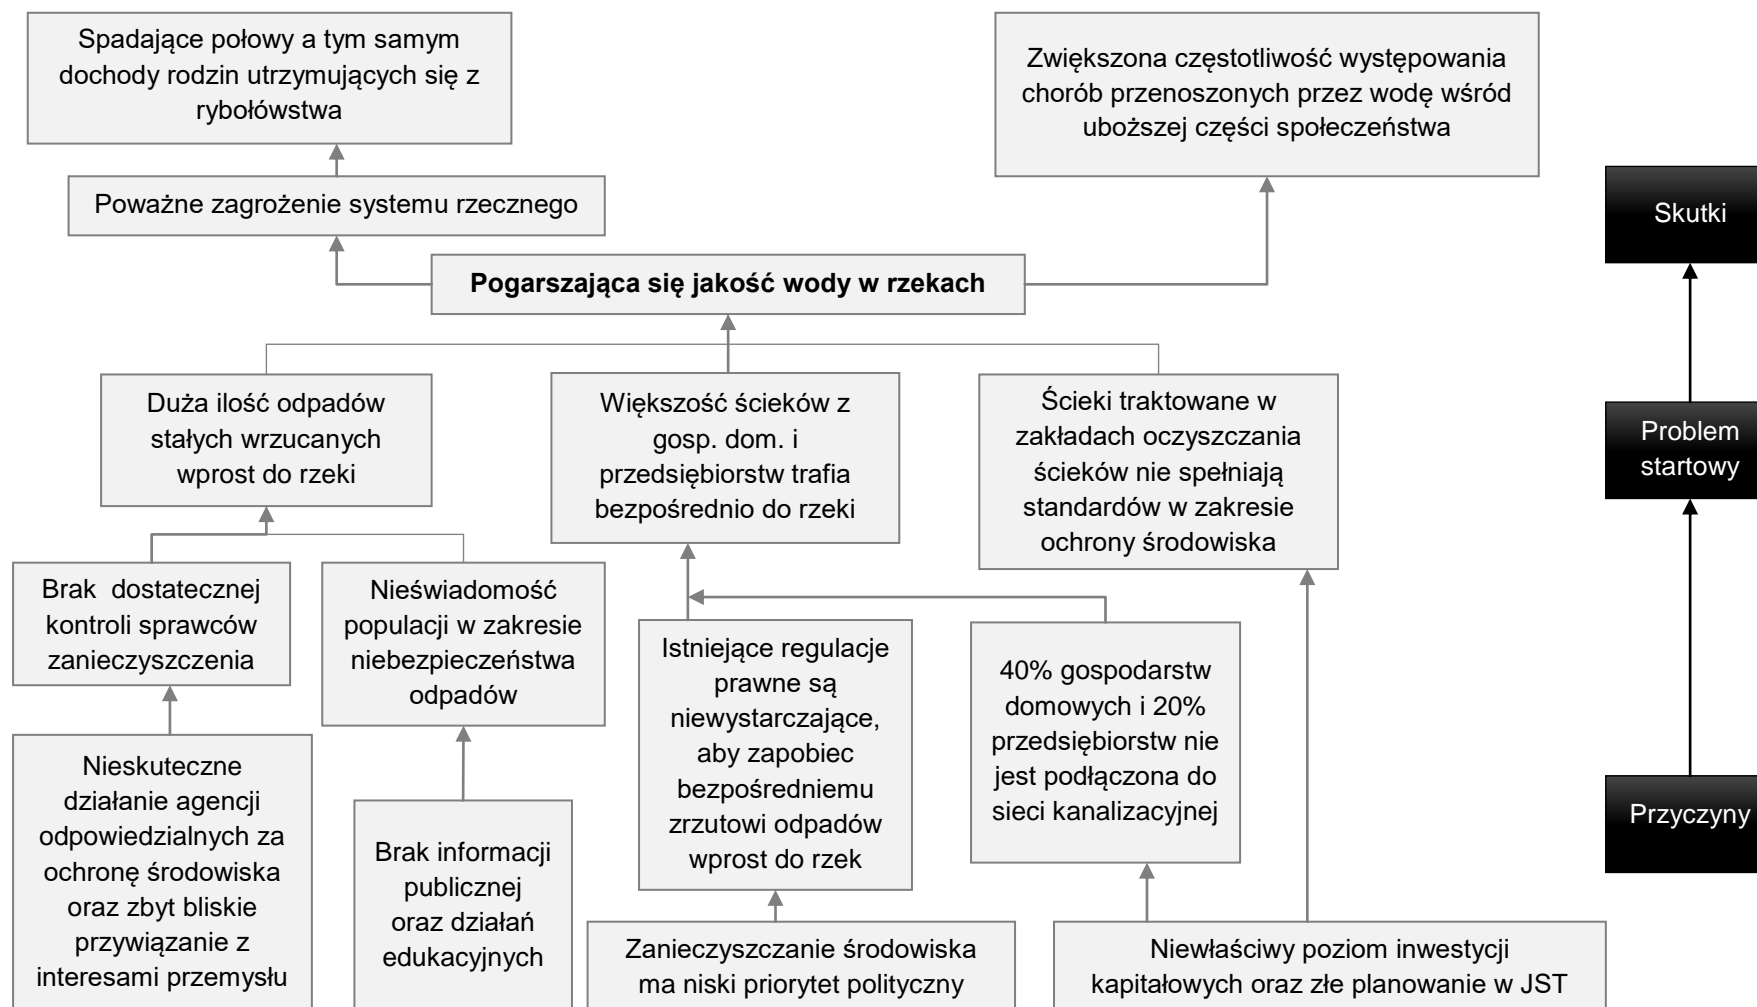 Spadające połowy a tym samym
dochody rodzin utrzymujących się z
rybołówstwa
Zwiększona częstotliwość występowania
chorób przenoszonych przez wodę wśród
uboższej części społeczeństwa
Poważne zagrożenie systemu rzecznego
Skutki
Pogarszająca się jakość wody w rzekach
Duża ilość odpadów
stałych wrzucanych
wprost do rzeki
Większość ścieków z
gosp. dom. i
przedsiębiorstw trafia
bezpośrednio do rzeki
Ścieki traktowane w
zakładach oczyszczania
ścieków nie spełniają
standardów w zakresie
ochrony środowiska
Problem
startowy
Brak dostatecznej
kontroli sprawców
zanieczyszczenia
Nieświadomość
populacji w zakresie
niebezpieczeństwa
odpadów
Istniejące regulacje
prawne są
niewystarczające,
aby zapobiec
bezpośredniemu
zrzutowi odpadów
wprost do rzek
40% gospodarstw
domowych i 20%
przedsiębiorstw nie
jest podłączona do
sieci kanalizacyjnej
Przyczyny
Nieskuteczne
działanie agencji
odpowiedzialnych za
ochronę środowiska
oraz zbyt bliskie
przywiązanie z
interesami przemysłu
Brak informacji
publicznej
oraz działań
edukacyjnych
Zanieczyszczanie środowiska
ma niski priorytet polityczny
Niewłaściwy poziom inwestycji
kapitałowych oraz złe planowanie w JST